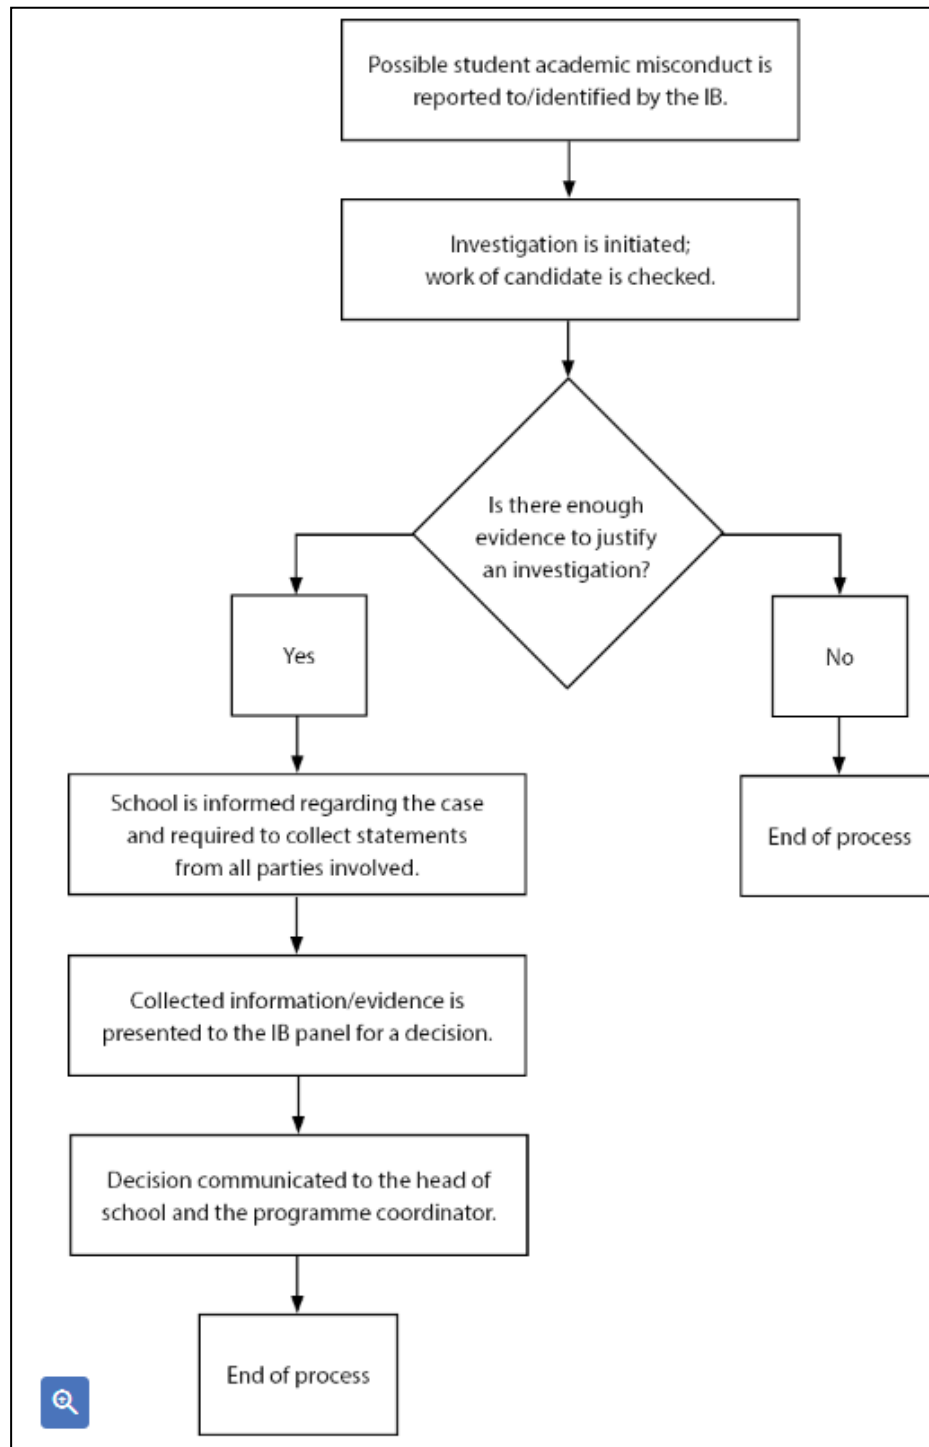 Possible student academic misconduct is
reported to/identified by the IB.
Investigation is initiated;
work of candidate is checked.
Is there enough
evidence to justify
an investigation?
Yes
No
School is informed regarding the case
and required to collect statements
from all parties involved.
End of process
Collected information/evidence is
presented to the IB panel for a decision.
Decision communicated to the head of
school and the programme coordinator.
End of process